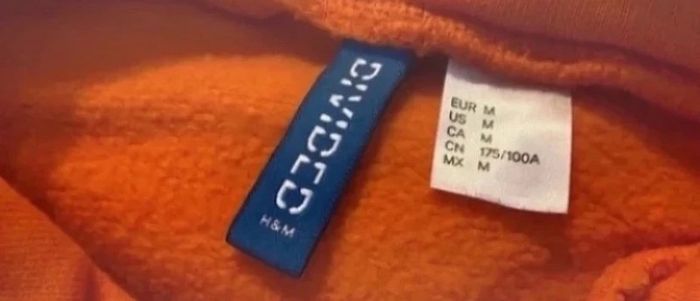 DIVIDED
H&M
EUR M
US M
CA M
CN 175/100A
MX M